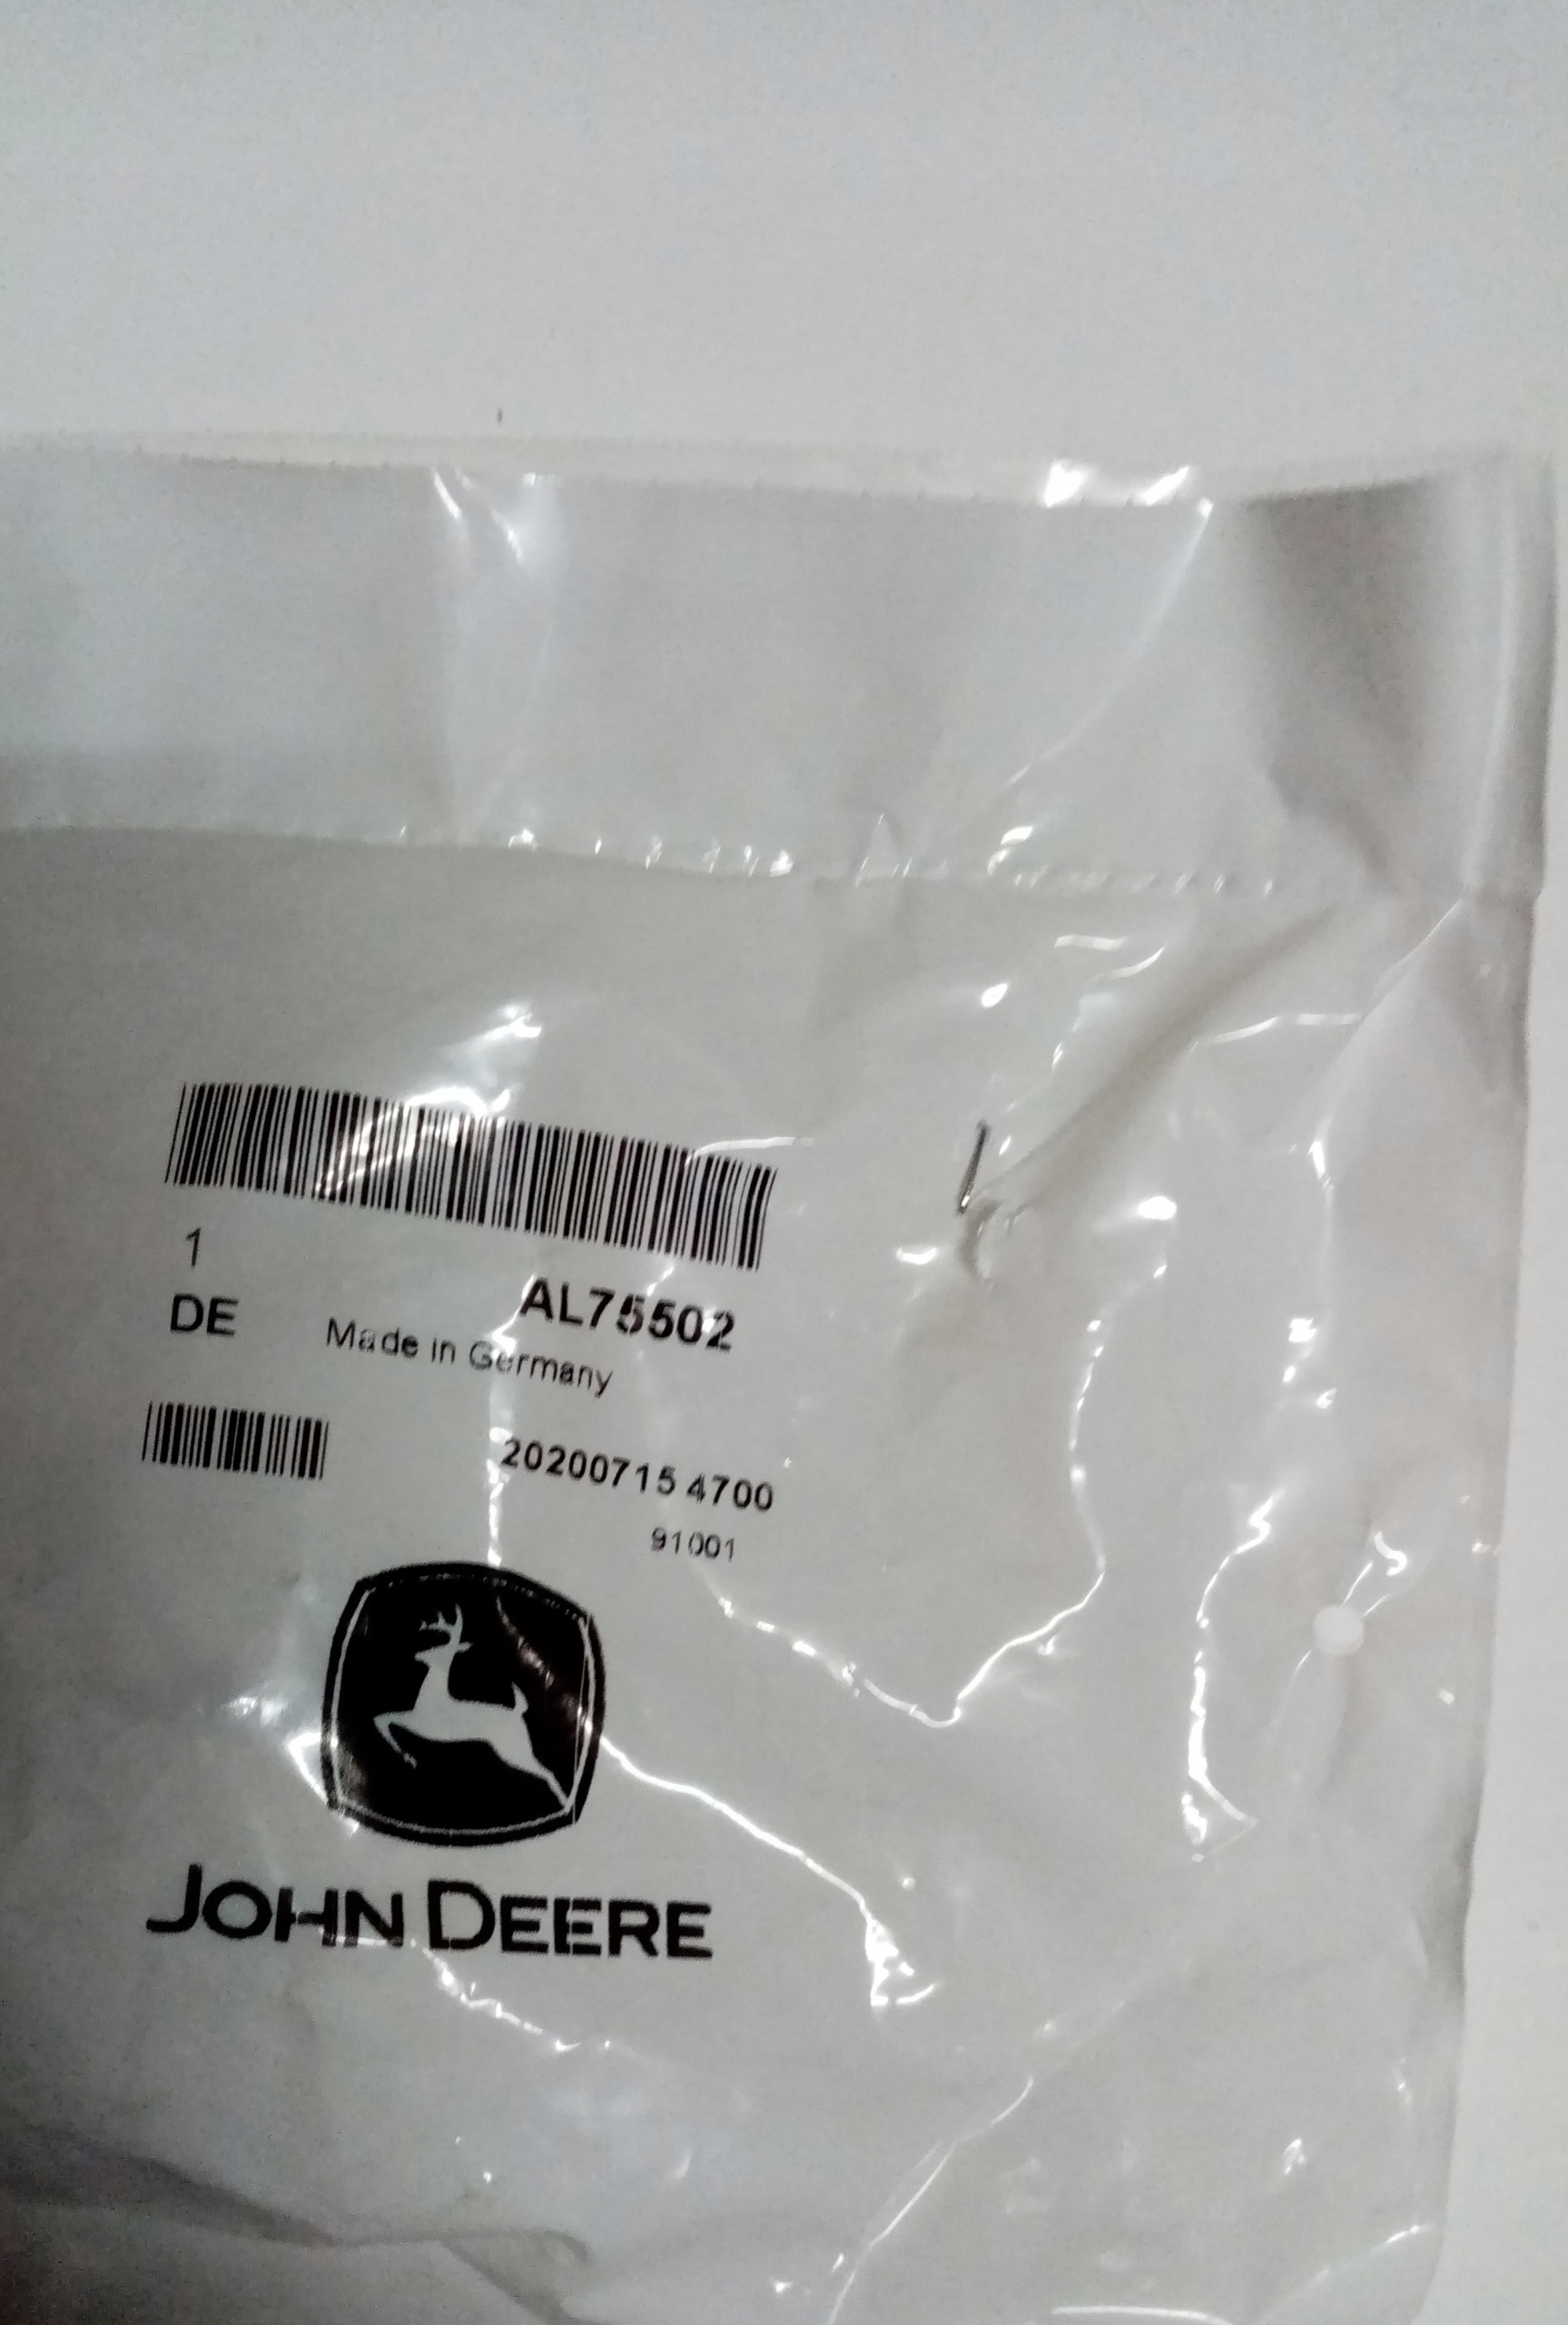 1
AL75502
DE
Made in Germany
20200715 4700
91001
JOHN DEERE